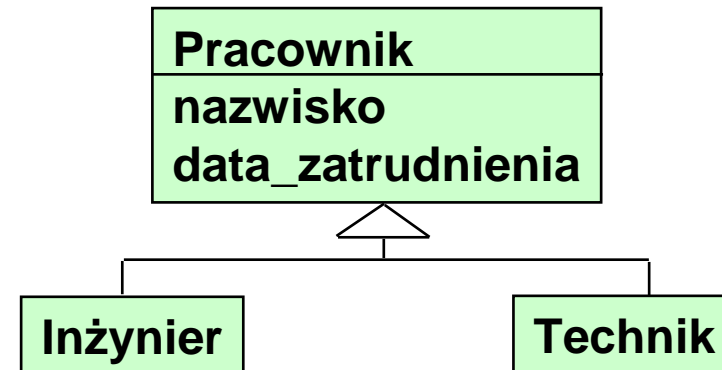 Pracownik
nazwisko
data_zatrudnienia
Inżynier
Technik